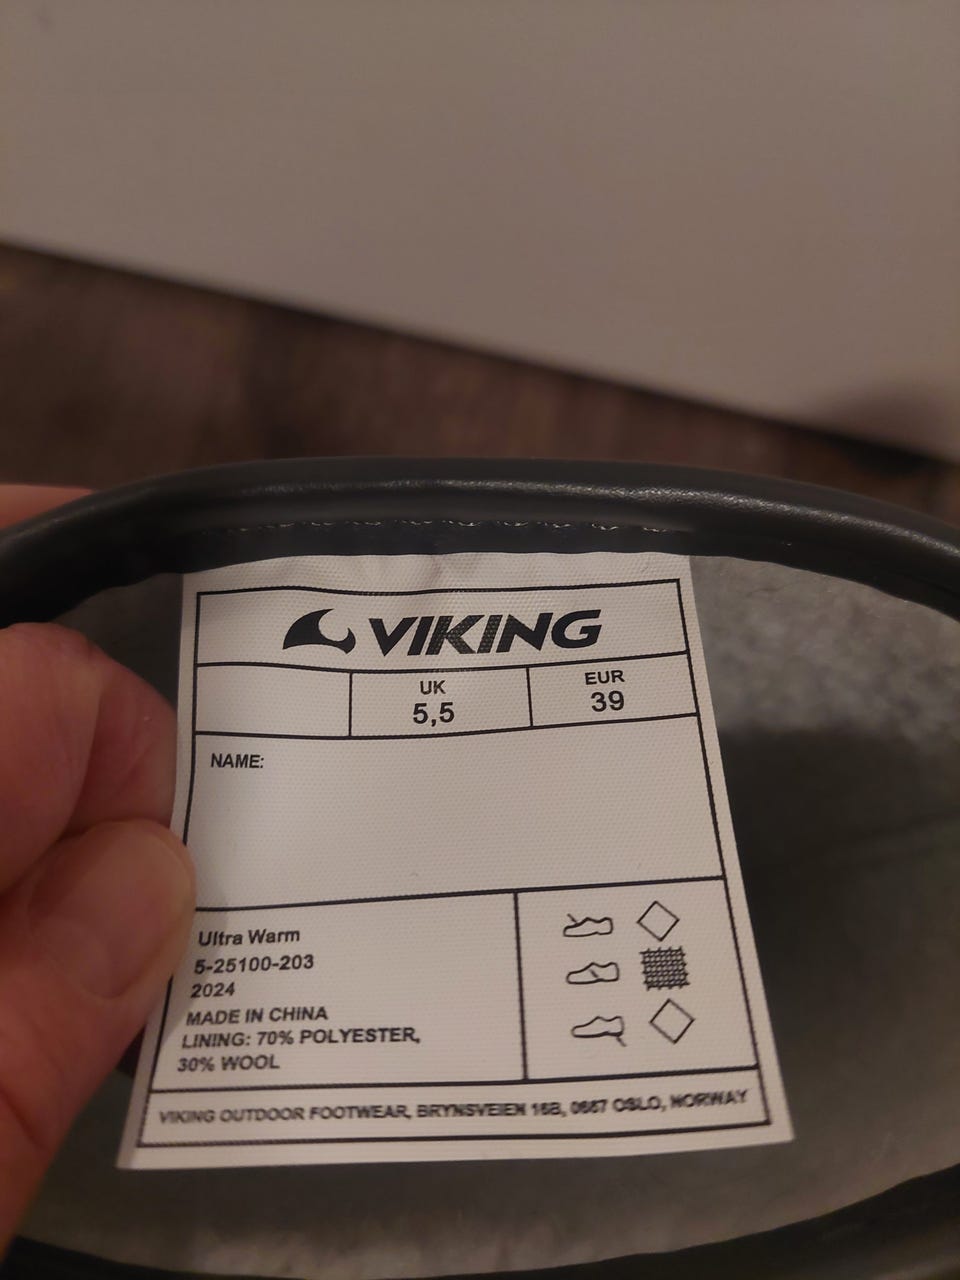 VIKING
UK
5,5
EUR
39
NAME:
Ultra Warm
5-25100-203
2024
MADE IN CHINA
LINING: 70% POLYESTER,
30% WOOL
VIKING OUTDOOR FOOTWEAR, BRYNSVEIEN 16B, 0667 OSLO, NORWAY